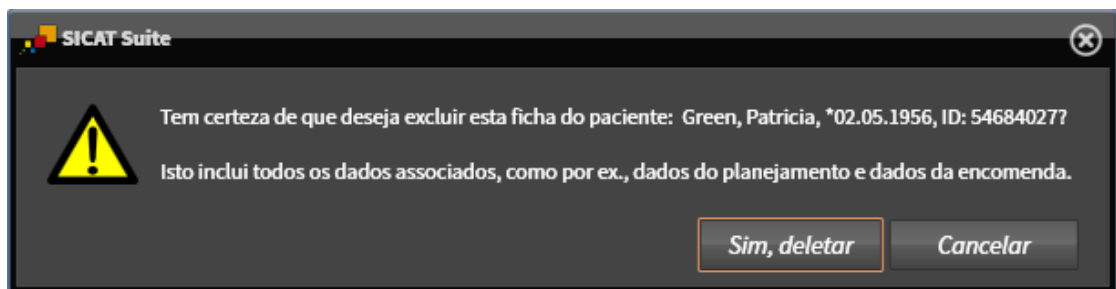 SICAT Suite
Tem certeza de que deseja excluir esta ficha do paciente: Green, Patricia, *02.05.1956, ID: 54684027?
Isto inclui todos os dados associados, como por ex., dados do planejamento e dados da encomenda.
Sim, deletar
Cancelar